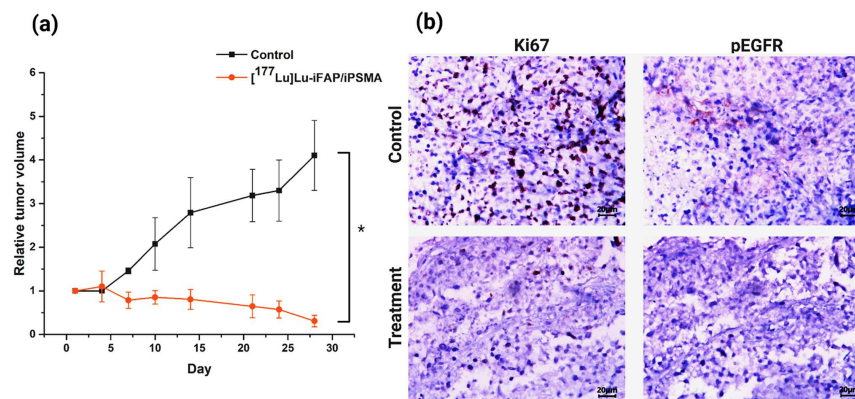 (a)
Control
[¹⁷⁷Lu]Lu-iFAP/iPSMA
Relative tumor volume
6
5
4
3
2
1
0
*
0 5 10 15 20 25 30
Day
(b)
Ki67 pEGFR
Control
20μm 20μm
Treatment
20μm 20μm